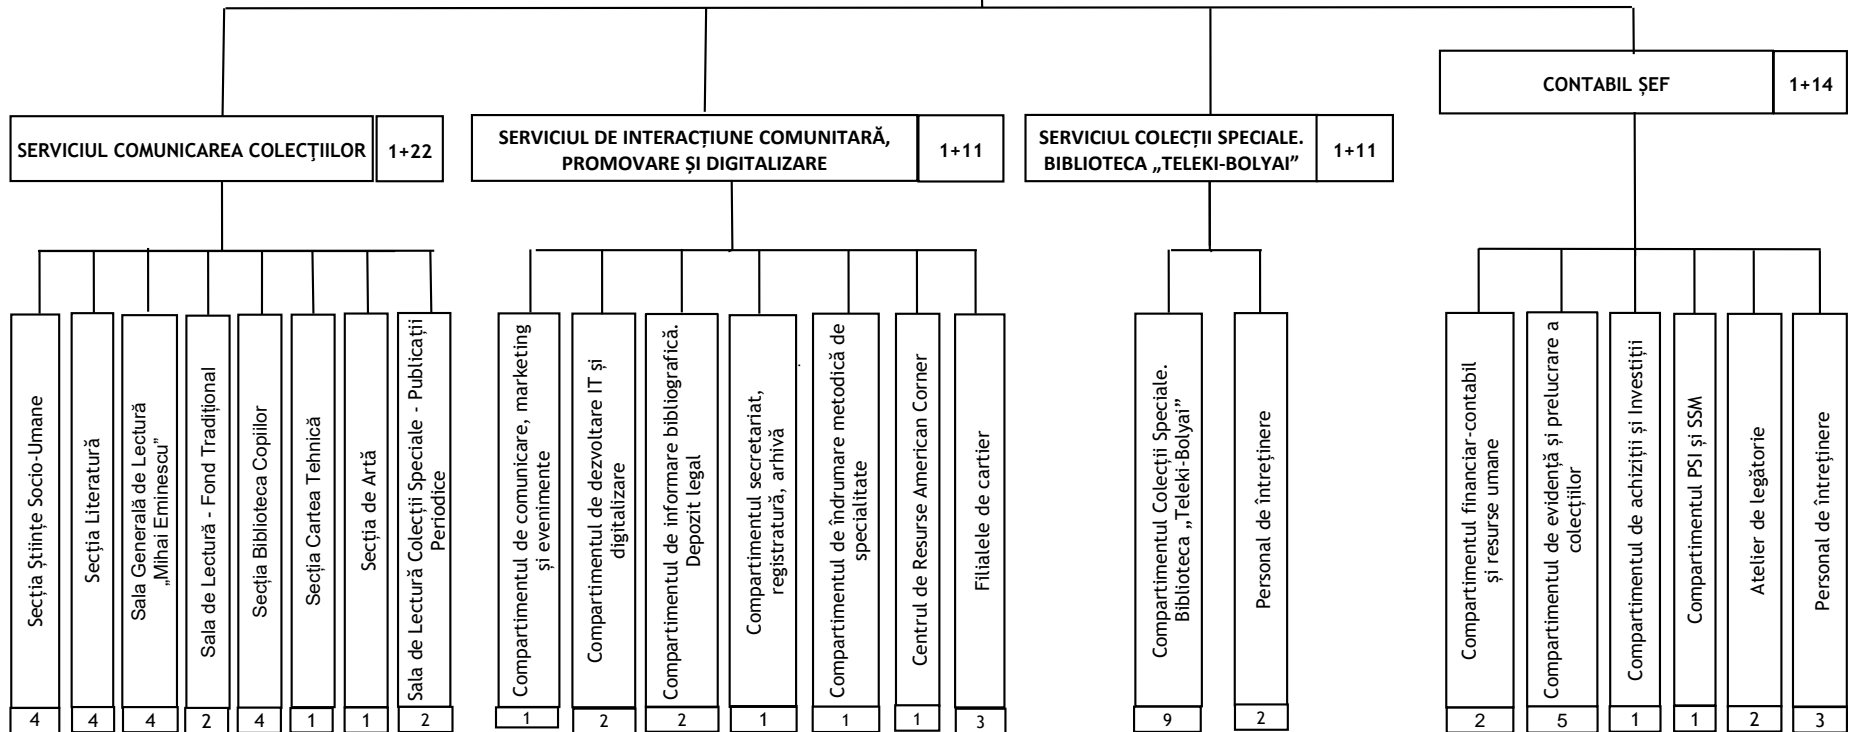 CONTABIL ȘEF
1+14
SERVICIUL COMUNICAREA COLECŢIILOR
1+22
SERVICIUL DE INTERACȚIUNE COMUNITARĂ,
PROMOVARE ȘI DIGITALIZARE
1+11
SERVICIUL COLECȚII SPECIALE.
BIBLIOTECA „TELEKI-BOLYAI”
1+11
Secția Științe Socio-Umane
4
Secția Literatură
4
Sala Generală de Lectură
„Mihai Eminescu”
4
Sala de Lectură - Fond Tradițional
2
Secția Biblioteca Copiilor
4
Secția Cartea Tehnică
1
Secția de Artă
1
Sala de Lectură Colecții Speciale - Publicații
Periodice
2
Compartimentul de comunicare, marketing
și evenimente
1
Compartimentul de dezvoltare IT și
digitalizare
2
Compartimentul de informare bibliografică.
Depozit legal
2
Compartimentul secretariat,
registratură, arhivă
1
Compartimentul de îndrumare metodică de
specialitate
1
Centrul de Resurse American Corner
1
Filialele de cartier
3
Compartimentul Colecții Speciale.
Biblioteca „Teleki-Bolyai”
9
Personal de întreținere
2
Compartimentul financiar-contabil
și resurse umane
2
Compartimentul de evidență și prelucrare a
colecțiilor
5
Compartimentul de achiziții și Investiții
1
Compartimentul PSI și SSM
1
Atelier de legătorie
2
Personal de întreținere
3